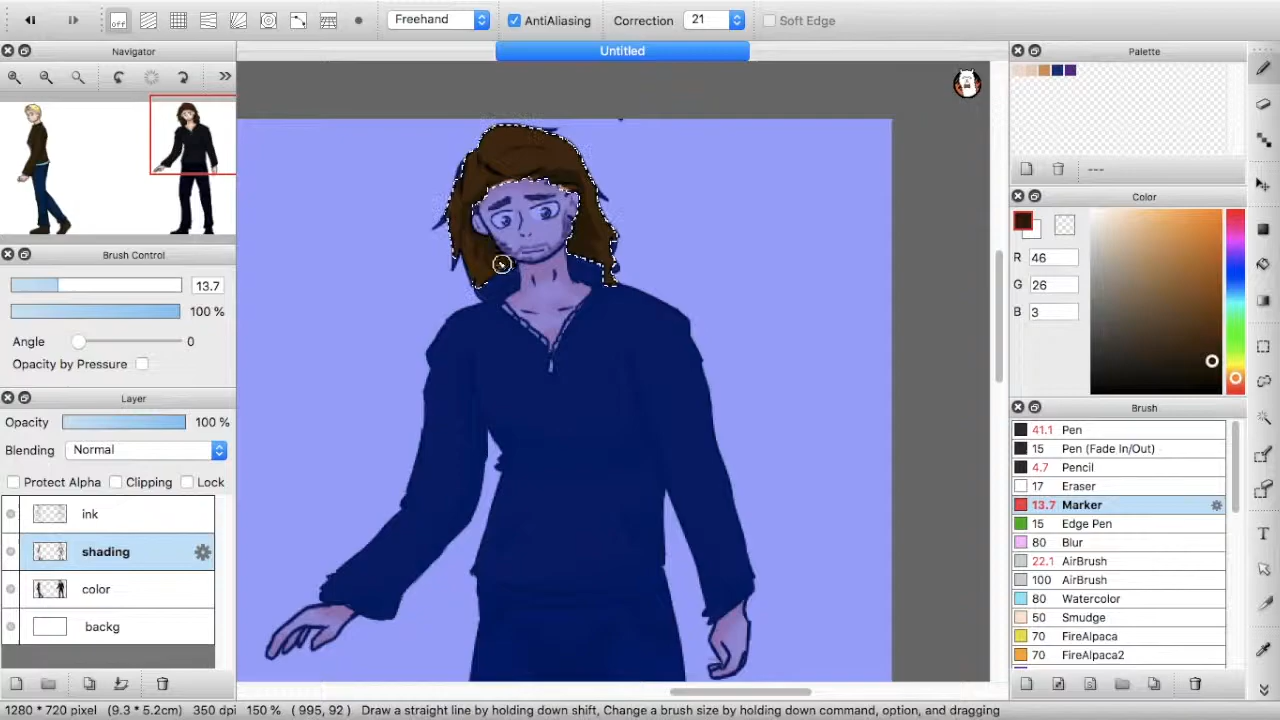 off Freehand AntiAliasing Correction 21 Soft Edge
Navigator
Untitled
Palette
---
Brush Control
13.7
100 %
Angle 0
Opacity by Pressure
Layer
Opacity 100 %
Blending Normal
Protect Alpha Clipping Lock
ink
shading
color
backg
Color
R 46
G 26
B 3
Brush
41.1 Pen
15 Pen (Fade In/Out)
4.7 Pencil
17 Eraser
13.7 Marker
15 Edge Pen
80 Blur
22.1 AirBrush
100 AirBrush
80 Watercolor
50 Smudge
70 FireAlpaca
70 FireAlpaca2
1280 * 720 pixel (9.3 * 5.2cm) 350 dpi 150 % ( 995, 92 ) Draw a straight line by holding down shift, Change a brush size by holding down command, option, and dragging